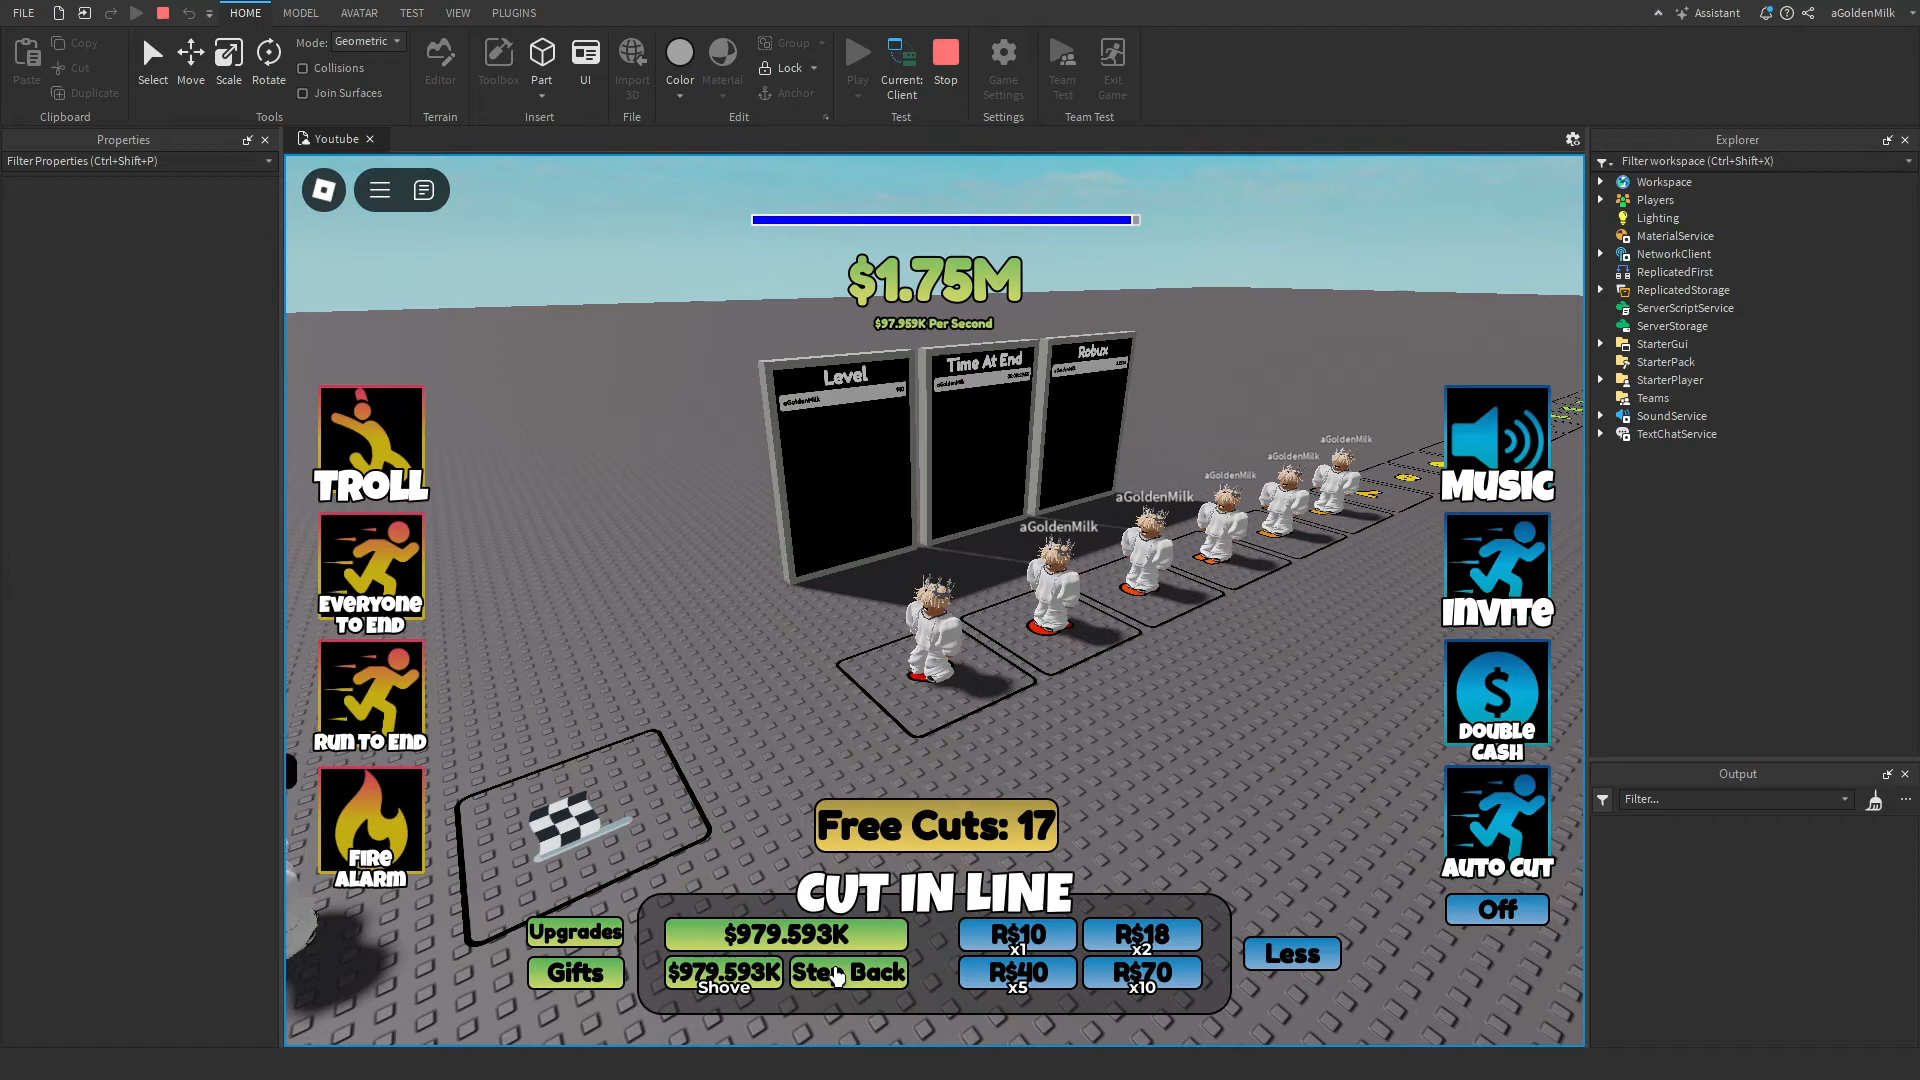 FILE
HOME
MODEL
AVATAR
TEST
VIEW
PLUGINS
Assistant
aGoldenMilk
Paste
Copy
Cut
Duplicate
Clipboard
Select
Move
Scale
Rotate
Mode: Geometric
Collisions
Join Surfaces
Tools
Editor
Terrain
Toolbox
Part
UI
Insert
Import
3D
File
Color
Material
Group
Lock
Anchor
Edit
Play
Current:
Client
Stop
Test
Game
Settings
Settings
Team
Test
Exit
Game
Team Test
Properties
Filter Properties (Ctrl+Shift+P)
Youtube
$1.75M
$97.959K Per Second
Level
aGoldenMilk
Time At End
aGoldenMilk
Robux
aGoldenMilk
aGoldenMilk
aGoldenMilk
aGoldenMilk
aGoldenMilk
aGoldenMilk
TROLL
EVERYONE
TO END
RUN TO END
FIRE
ALARM
MUSIC
INVITE
DOUBLE
CASH
AUTO CUT
Off
Free Cuts: 17
CUT IN LINE
Upgrades
Gifts
$979.593K
$979.593K
Shove
Step Back
R$10
x1
R$18
x2
R$40
x5
R$70
x10
Less
Explorer
Filter workspace (Ctrl+Shift+X)
Workspace
Players
Lighting
MaterialService
NetworkClient
ReplicatedFirst
ReplicatedStorage
ServerScriptService
ServerStorage
StarterGui
StarterPack
StarterPlayer
Teams
SoundService
TextChatService
Output
Filter...